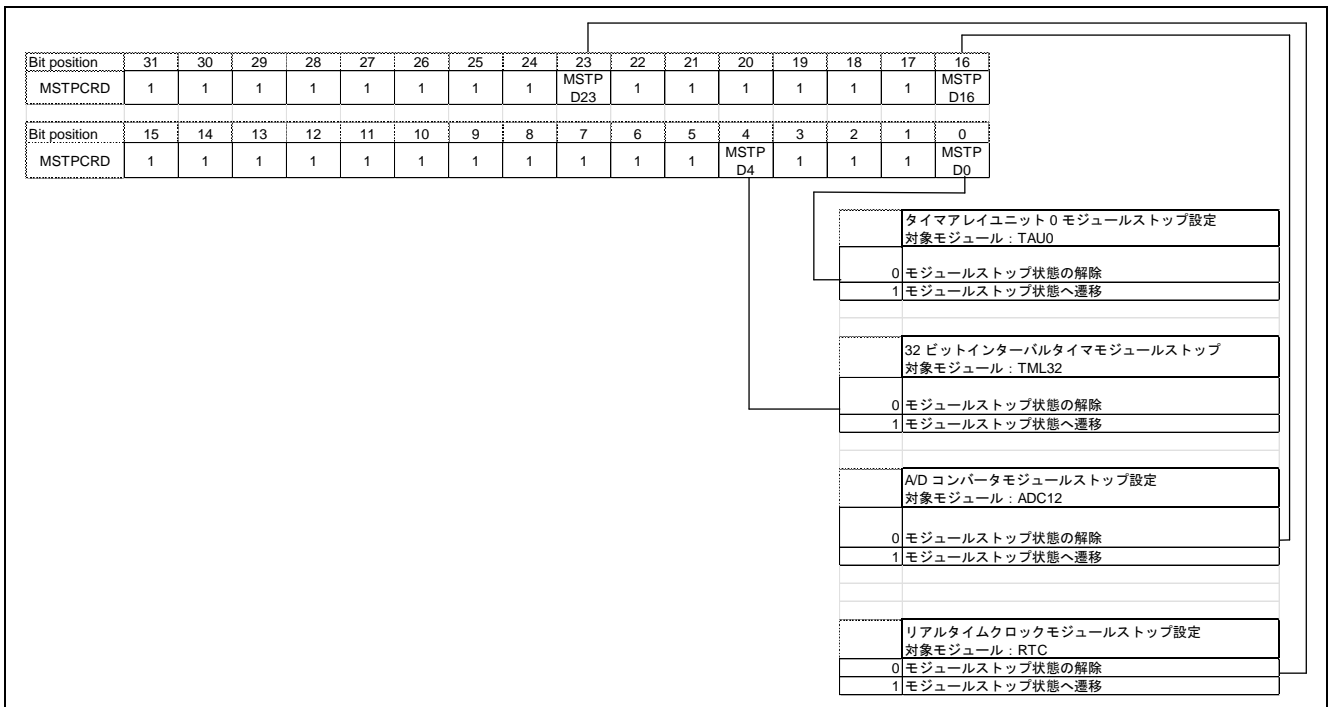 Bit position 31 30 29 28 27 26 25 24 23 22 21 20 19 18 17 16
MSTPCRD 1 1 1 1 1 1 1 1 MSTP D23 1 1 1 1 1 1 MSTP D16
Bit position 15 14 13 12 11 10 9 8 7 6 5 4 3 2 1 0
MSTPCRD 1 1 1 1 1 1 1 1 1 1 1 MSTP D4 1 1 1 MSTP D0
タイマアレイユニット 0 モジュールストップ設定
対象モジュール：TAU0
0 モジュールストップ状態の解除
1 モジュールストップ状態へ遷移
32 ビットインターバルタイマモジュールストップ
対象モジュール：TML32
0 モジュールストップ状態の解除
1 モジュールストップ状態へ遷移
A/D コンバータモジュールストップ設定
対象モジュール：ADC12
0 モジュールストップ状態の解除
1 モジュールストップ状態へ遷移
リアルタイムクロックモジュールストップ設定
対象モジュール：RTC
0 モジュールストップ状態の解除
1 モジュールストップ状態へ遷移